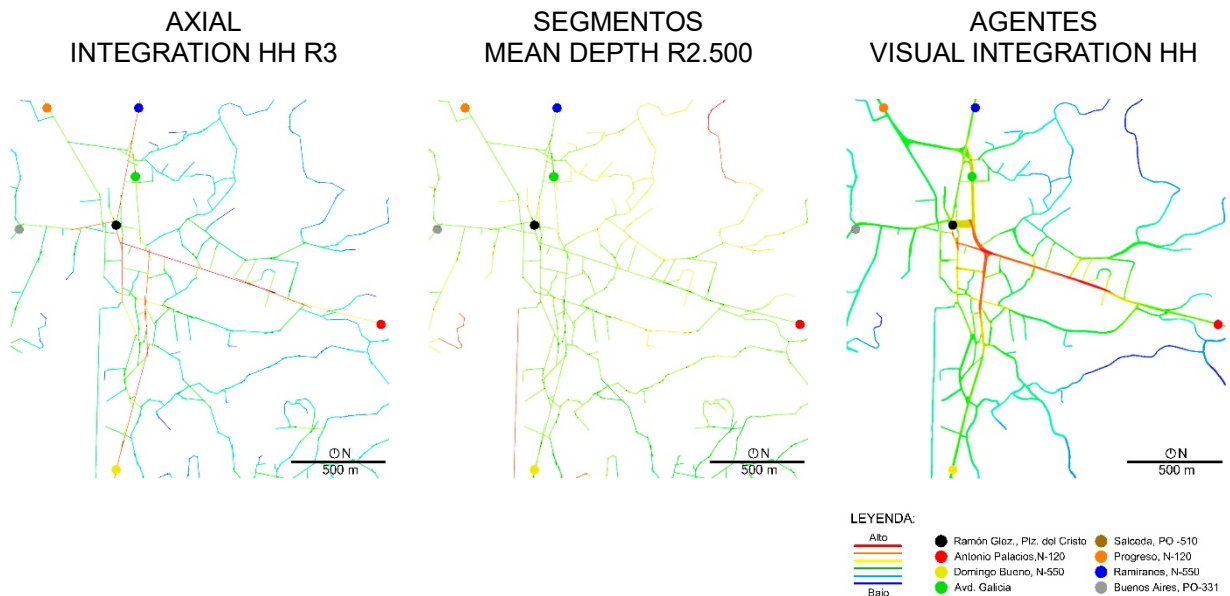 AXIAL
INTEGRATION HH R3
SEGMENTOS
MEAN DEPTH R2.500
AGENTES
VISUAL INTEGRATION HH
N
500 m
N
500 m
N
500 m
LEYENDA:
Alto
Bajo
Ramón Glez., Plz. del Cristo
Antonio Palacios,N-120
Domingo Bueno, N-550
Avd. Galicia
Salceda, PO -510
Progreso, N-120
Ramiranes, N-550
Buenos Aires, PO-331